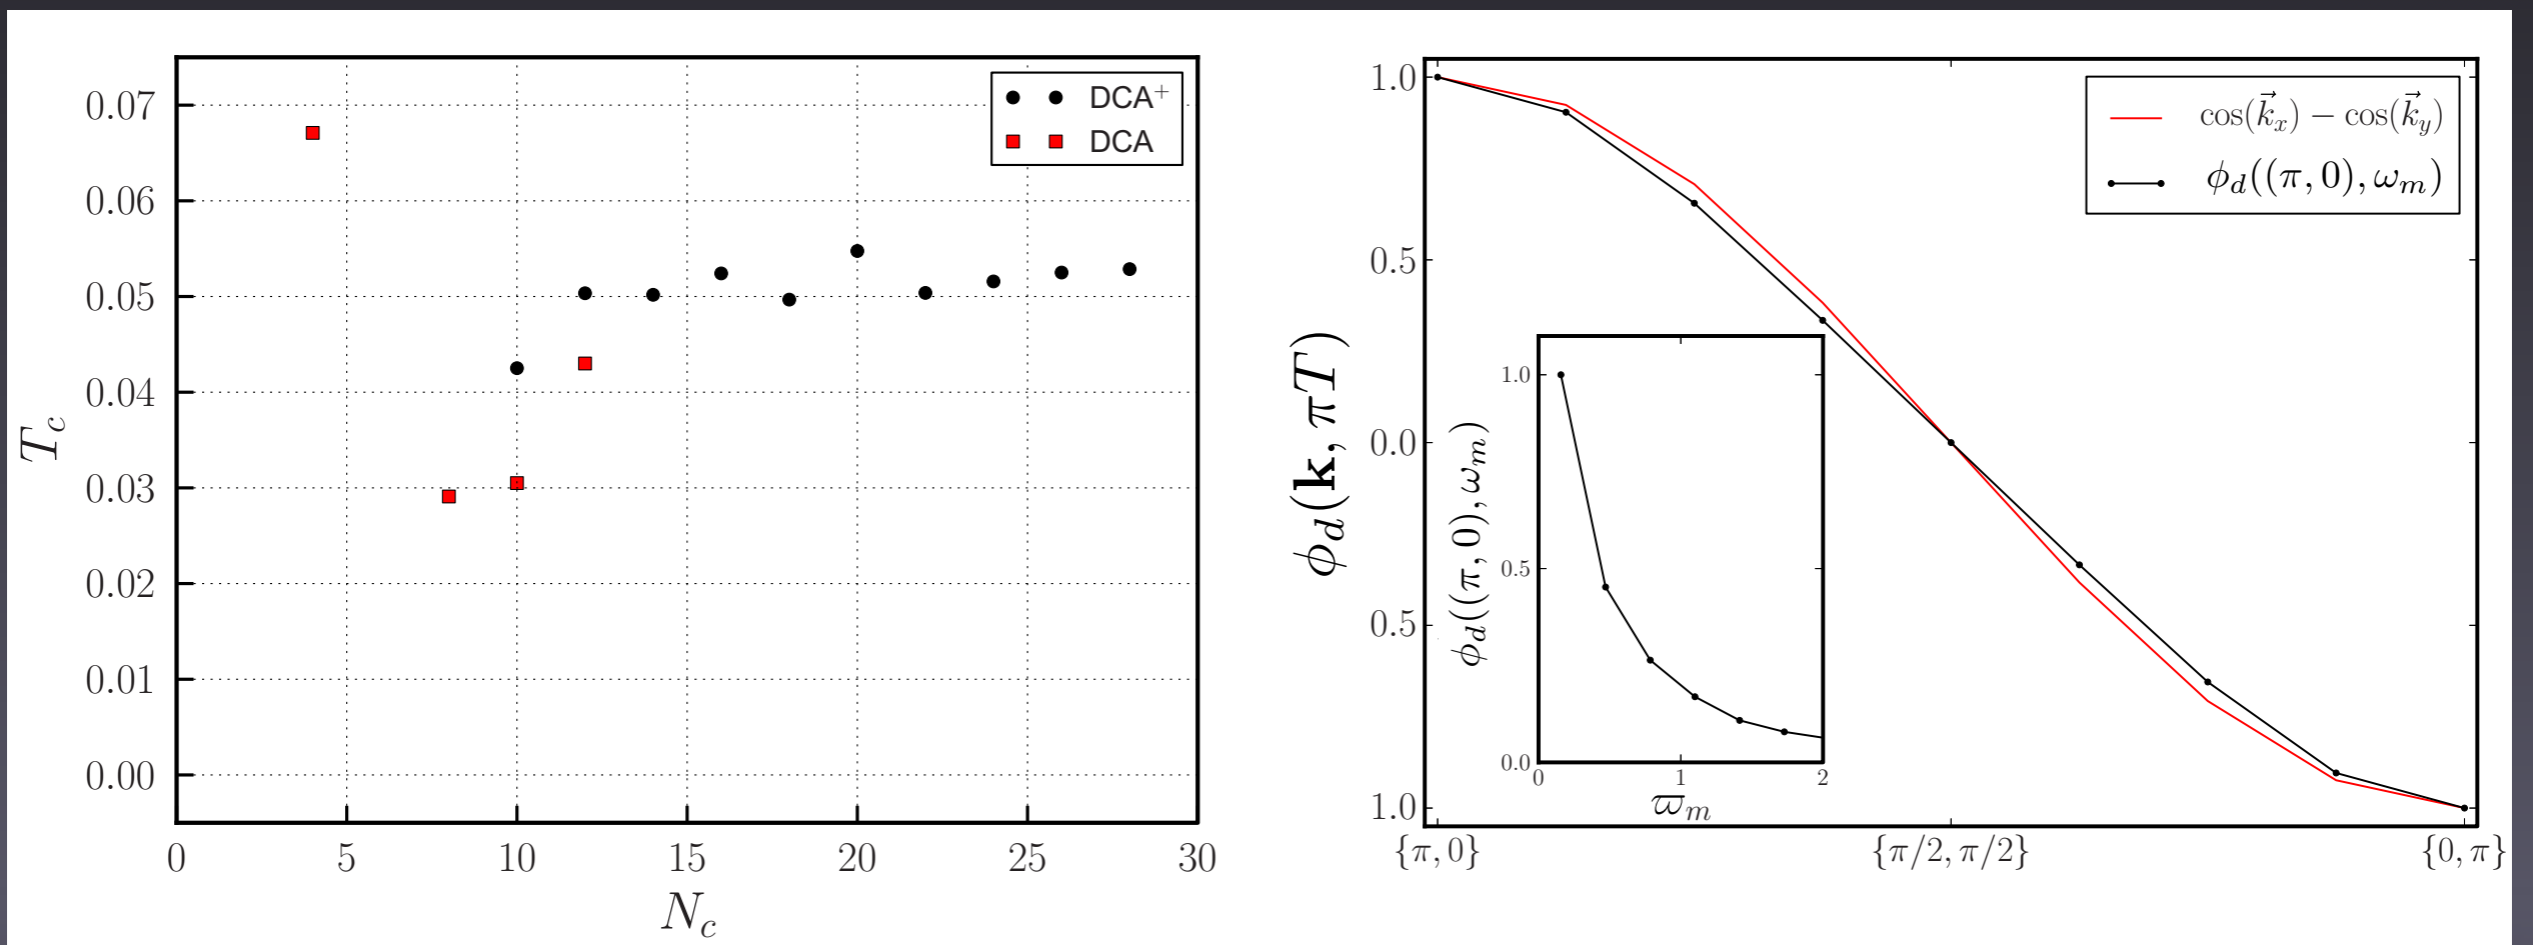 0.07
0.06
0.05
0.04
0.03
0.02
0.01
0.00
T_c
0 5 10 15 20 25 30
N_c
DCA⁺
DCA
1.0
0.5
0.0
0.5
1.0
ϕ_d(k, πT)
{π, 0} {π/2, π/2} {0, π}
cos(k⃗_x) − cos(k⃗_y)
ϕ_d((π, 0), ω_m)
1.0
0.5
0.0
ϕ_d((π, 0), ω_m)
0 1 2
ϖ_m